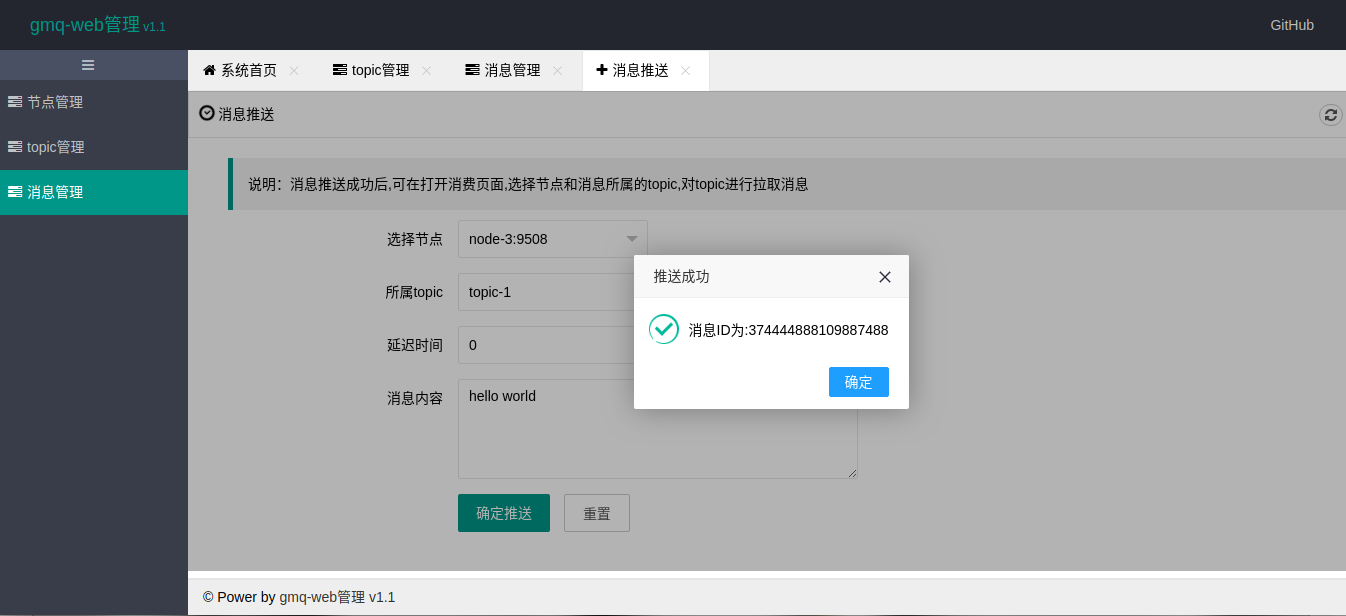 gmq-web管理 v1.1
GitHub
系统首页
topic管理
消息管理
消息推送
节点管理
topic管理
消息管理
消息推送
说明：消息推送成功后,可在打开消费页面,选择节点和消息所属的topic,对topic进行拉取消息
选择节点
node-3:9508
所属topic
topic-1
延迟时间
0
消息内容
hello world
推送成功
消息ID为:374444888109887488
确定
确定推送
重置
© Power by gmq-web管理 v1.1